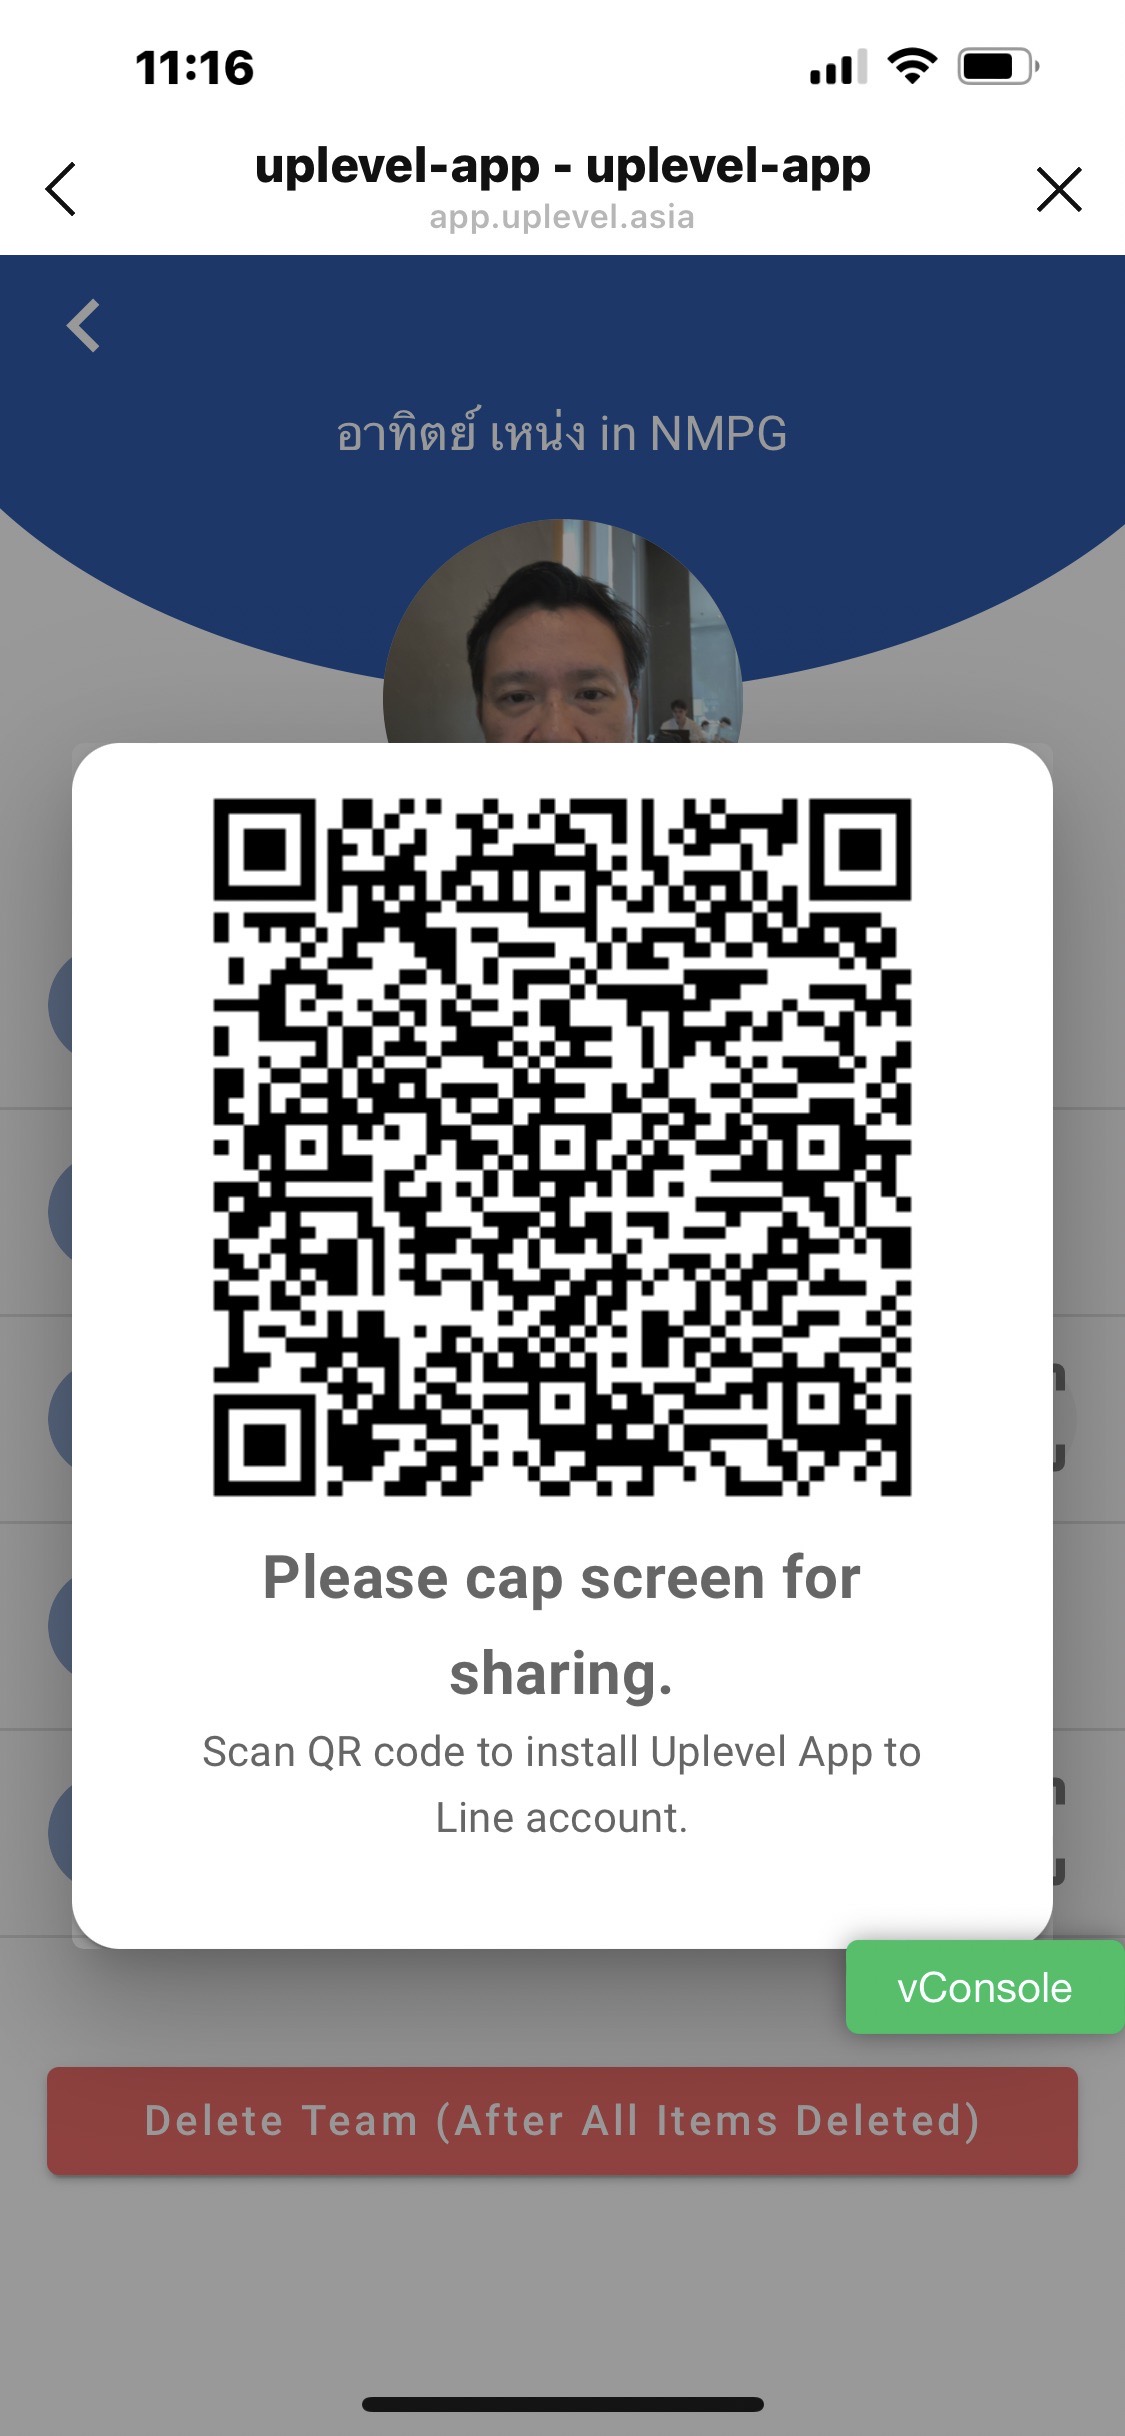 11:16
uplevel-app - uplevel-app
app.uplevel.asia
อาทิตย์ เหน่ง in NMPG
Please cap screen for
sharing.
Scan QR code to install Uplevel App to
Line account.
vConsole
Delete Team (After All Items Deleted)